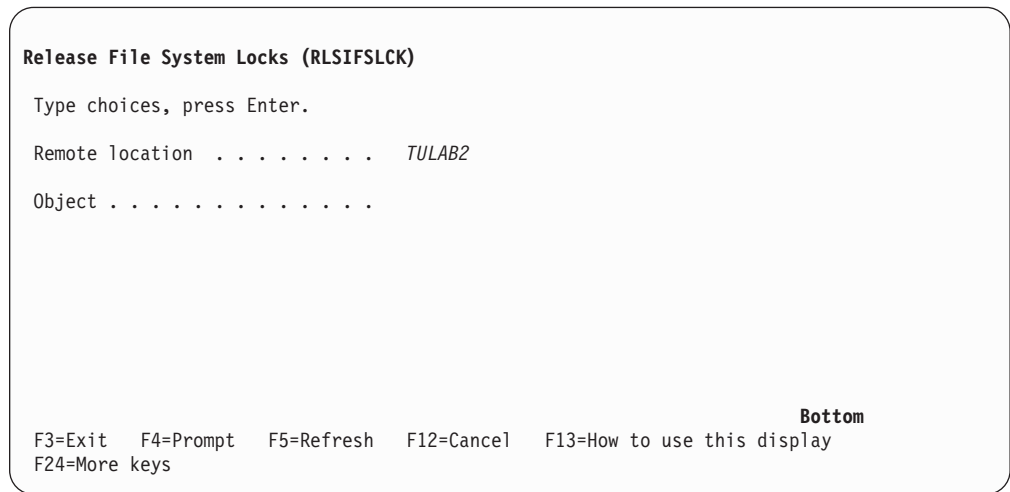 Release File System Locks (RLSIFSLCK)
Type choices, press Enter.
Remote location . . . . . . . . TULAB2
Object . . . . . . . . . . . . .
Bottom
F3=Exit F4=Prompt F5=Refresh F12=Cancel F13=How to use this display
F24=More keys